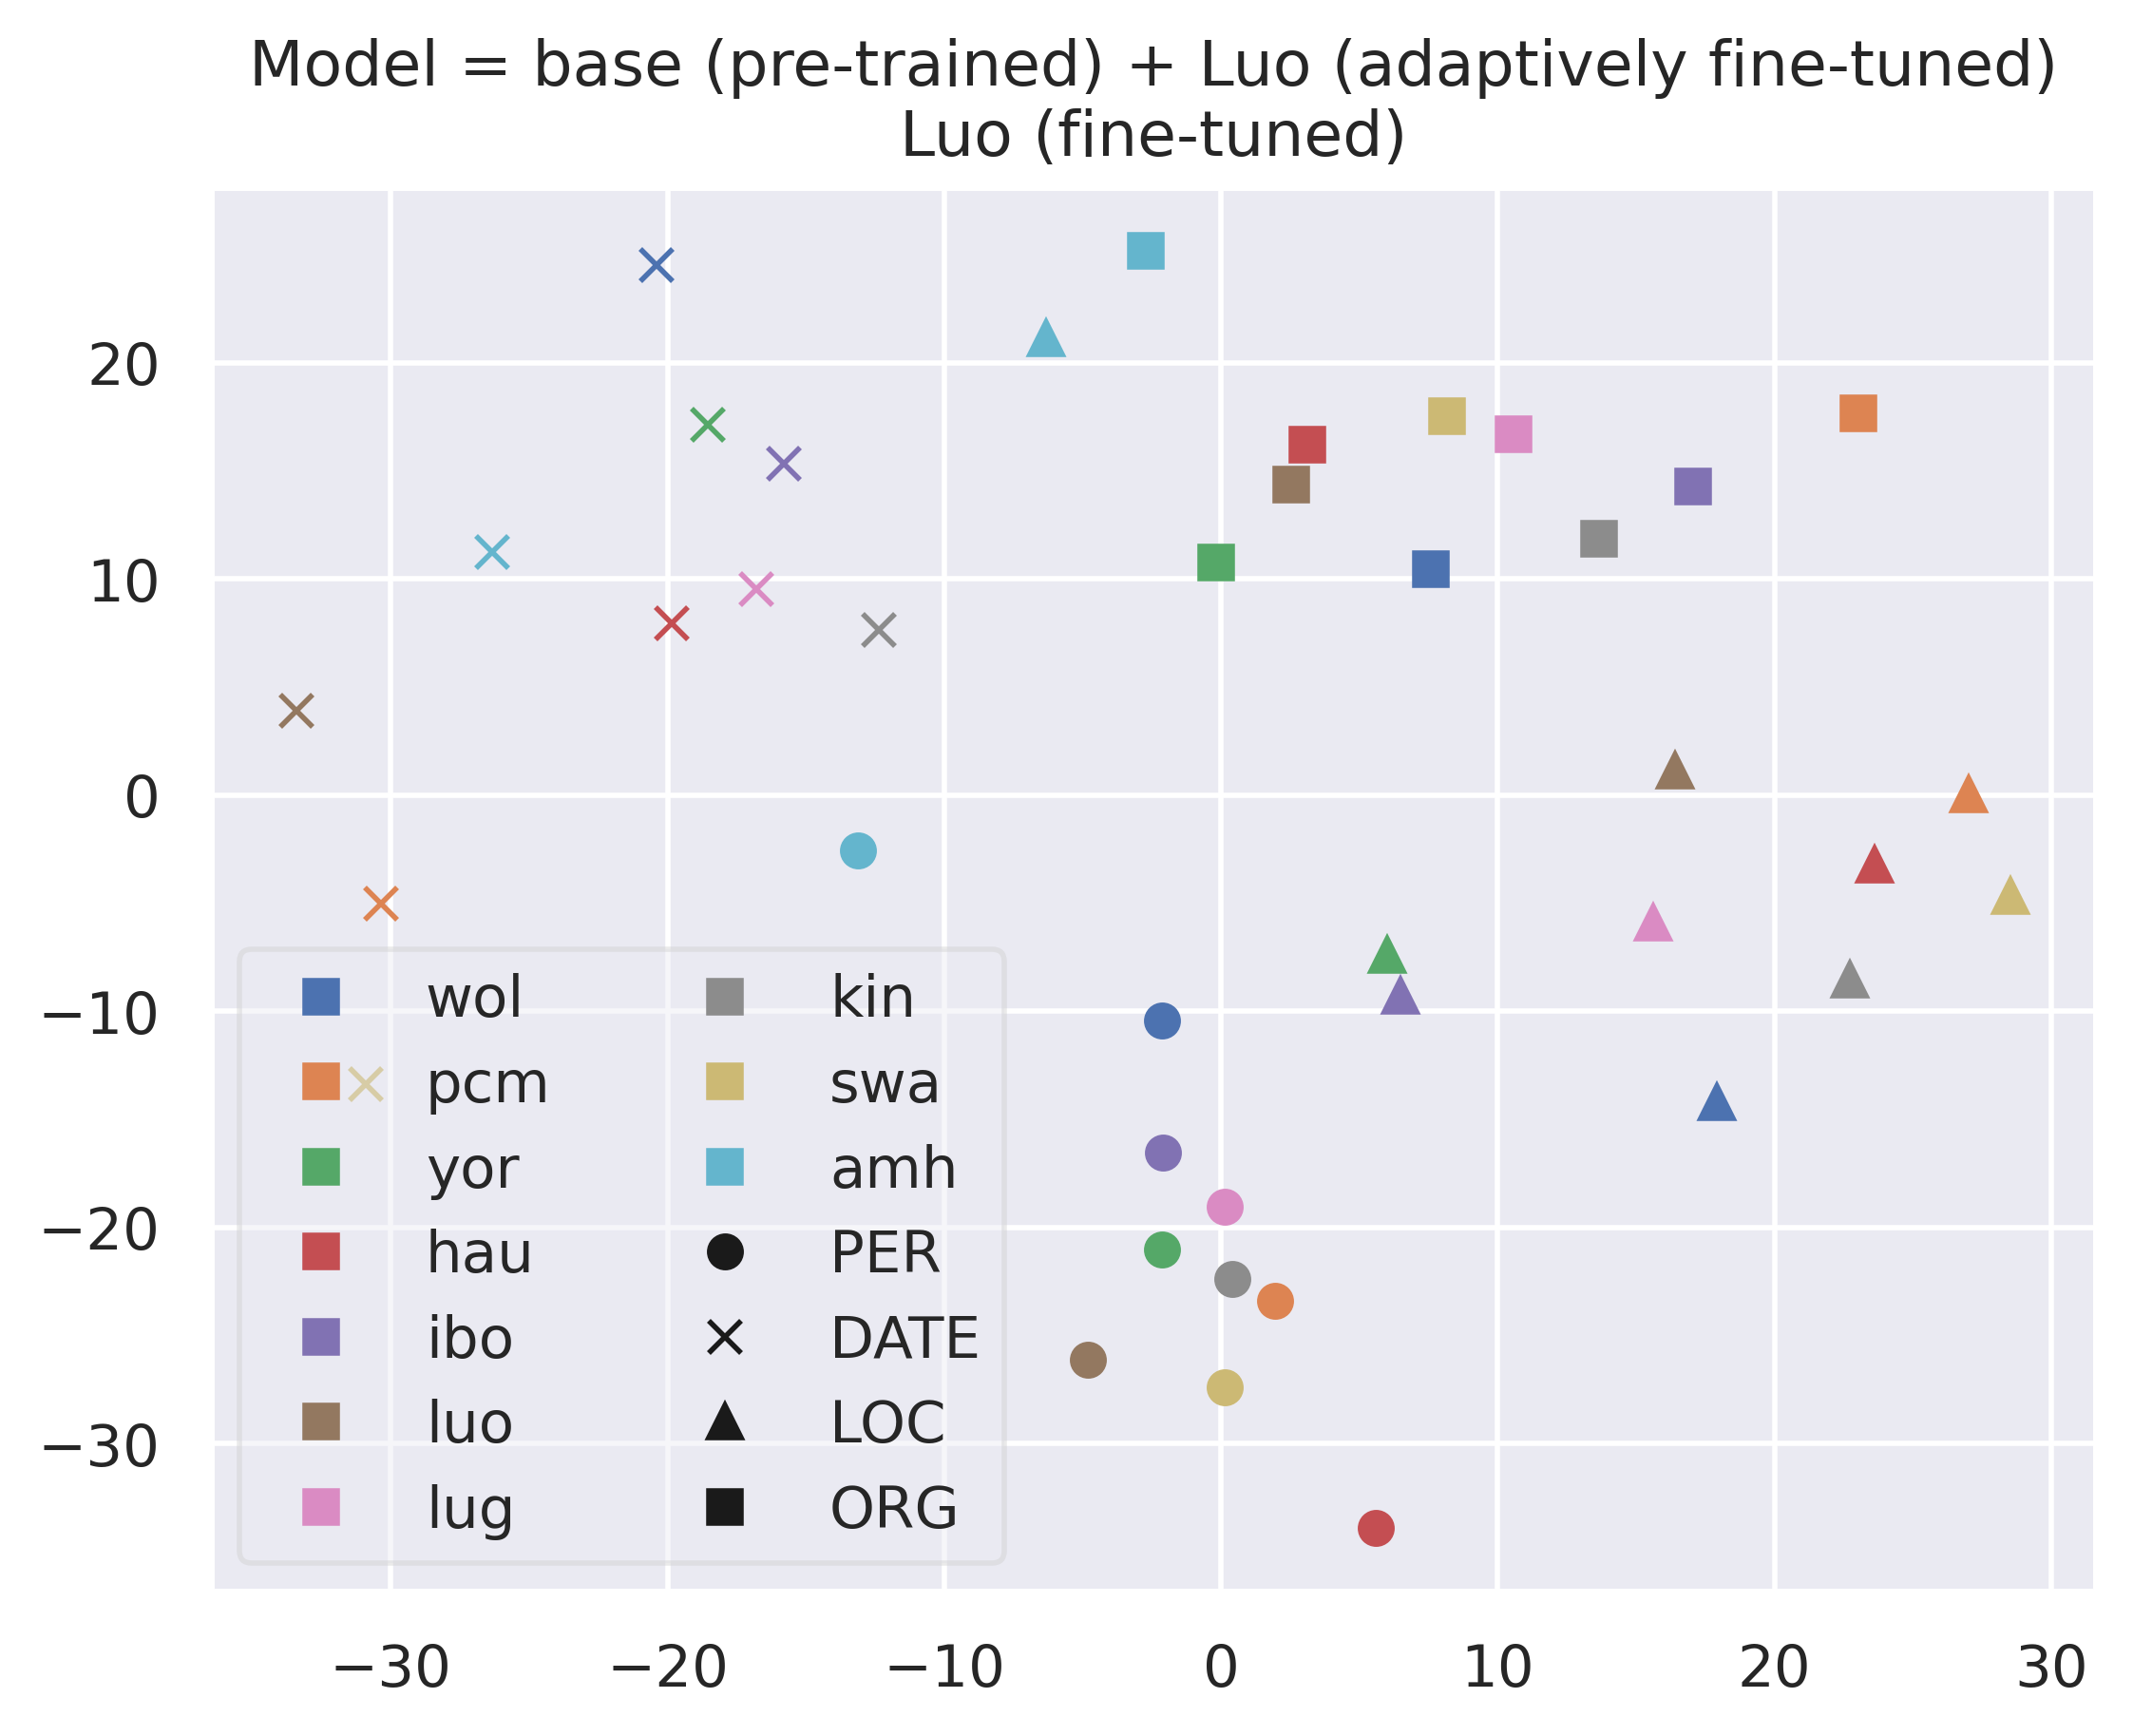 Model = base (pre-trained) + Luo (adaptively fine-tuned)
Luo (fine-tuned)
20
10
0
−10
−20
−30
wol
pcm
yor
hau
ibo
luo
lug
kin
swa
amh
PER
DATE
LOC
ORG
−30
−20
−10
0
10
20
30